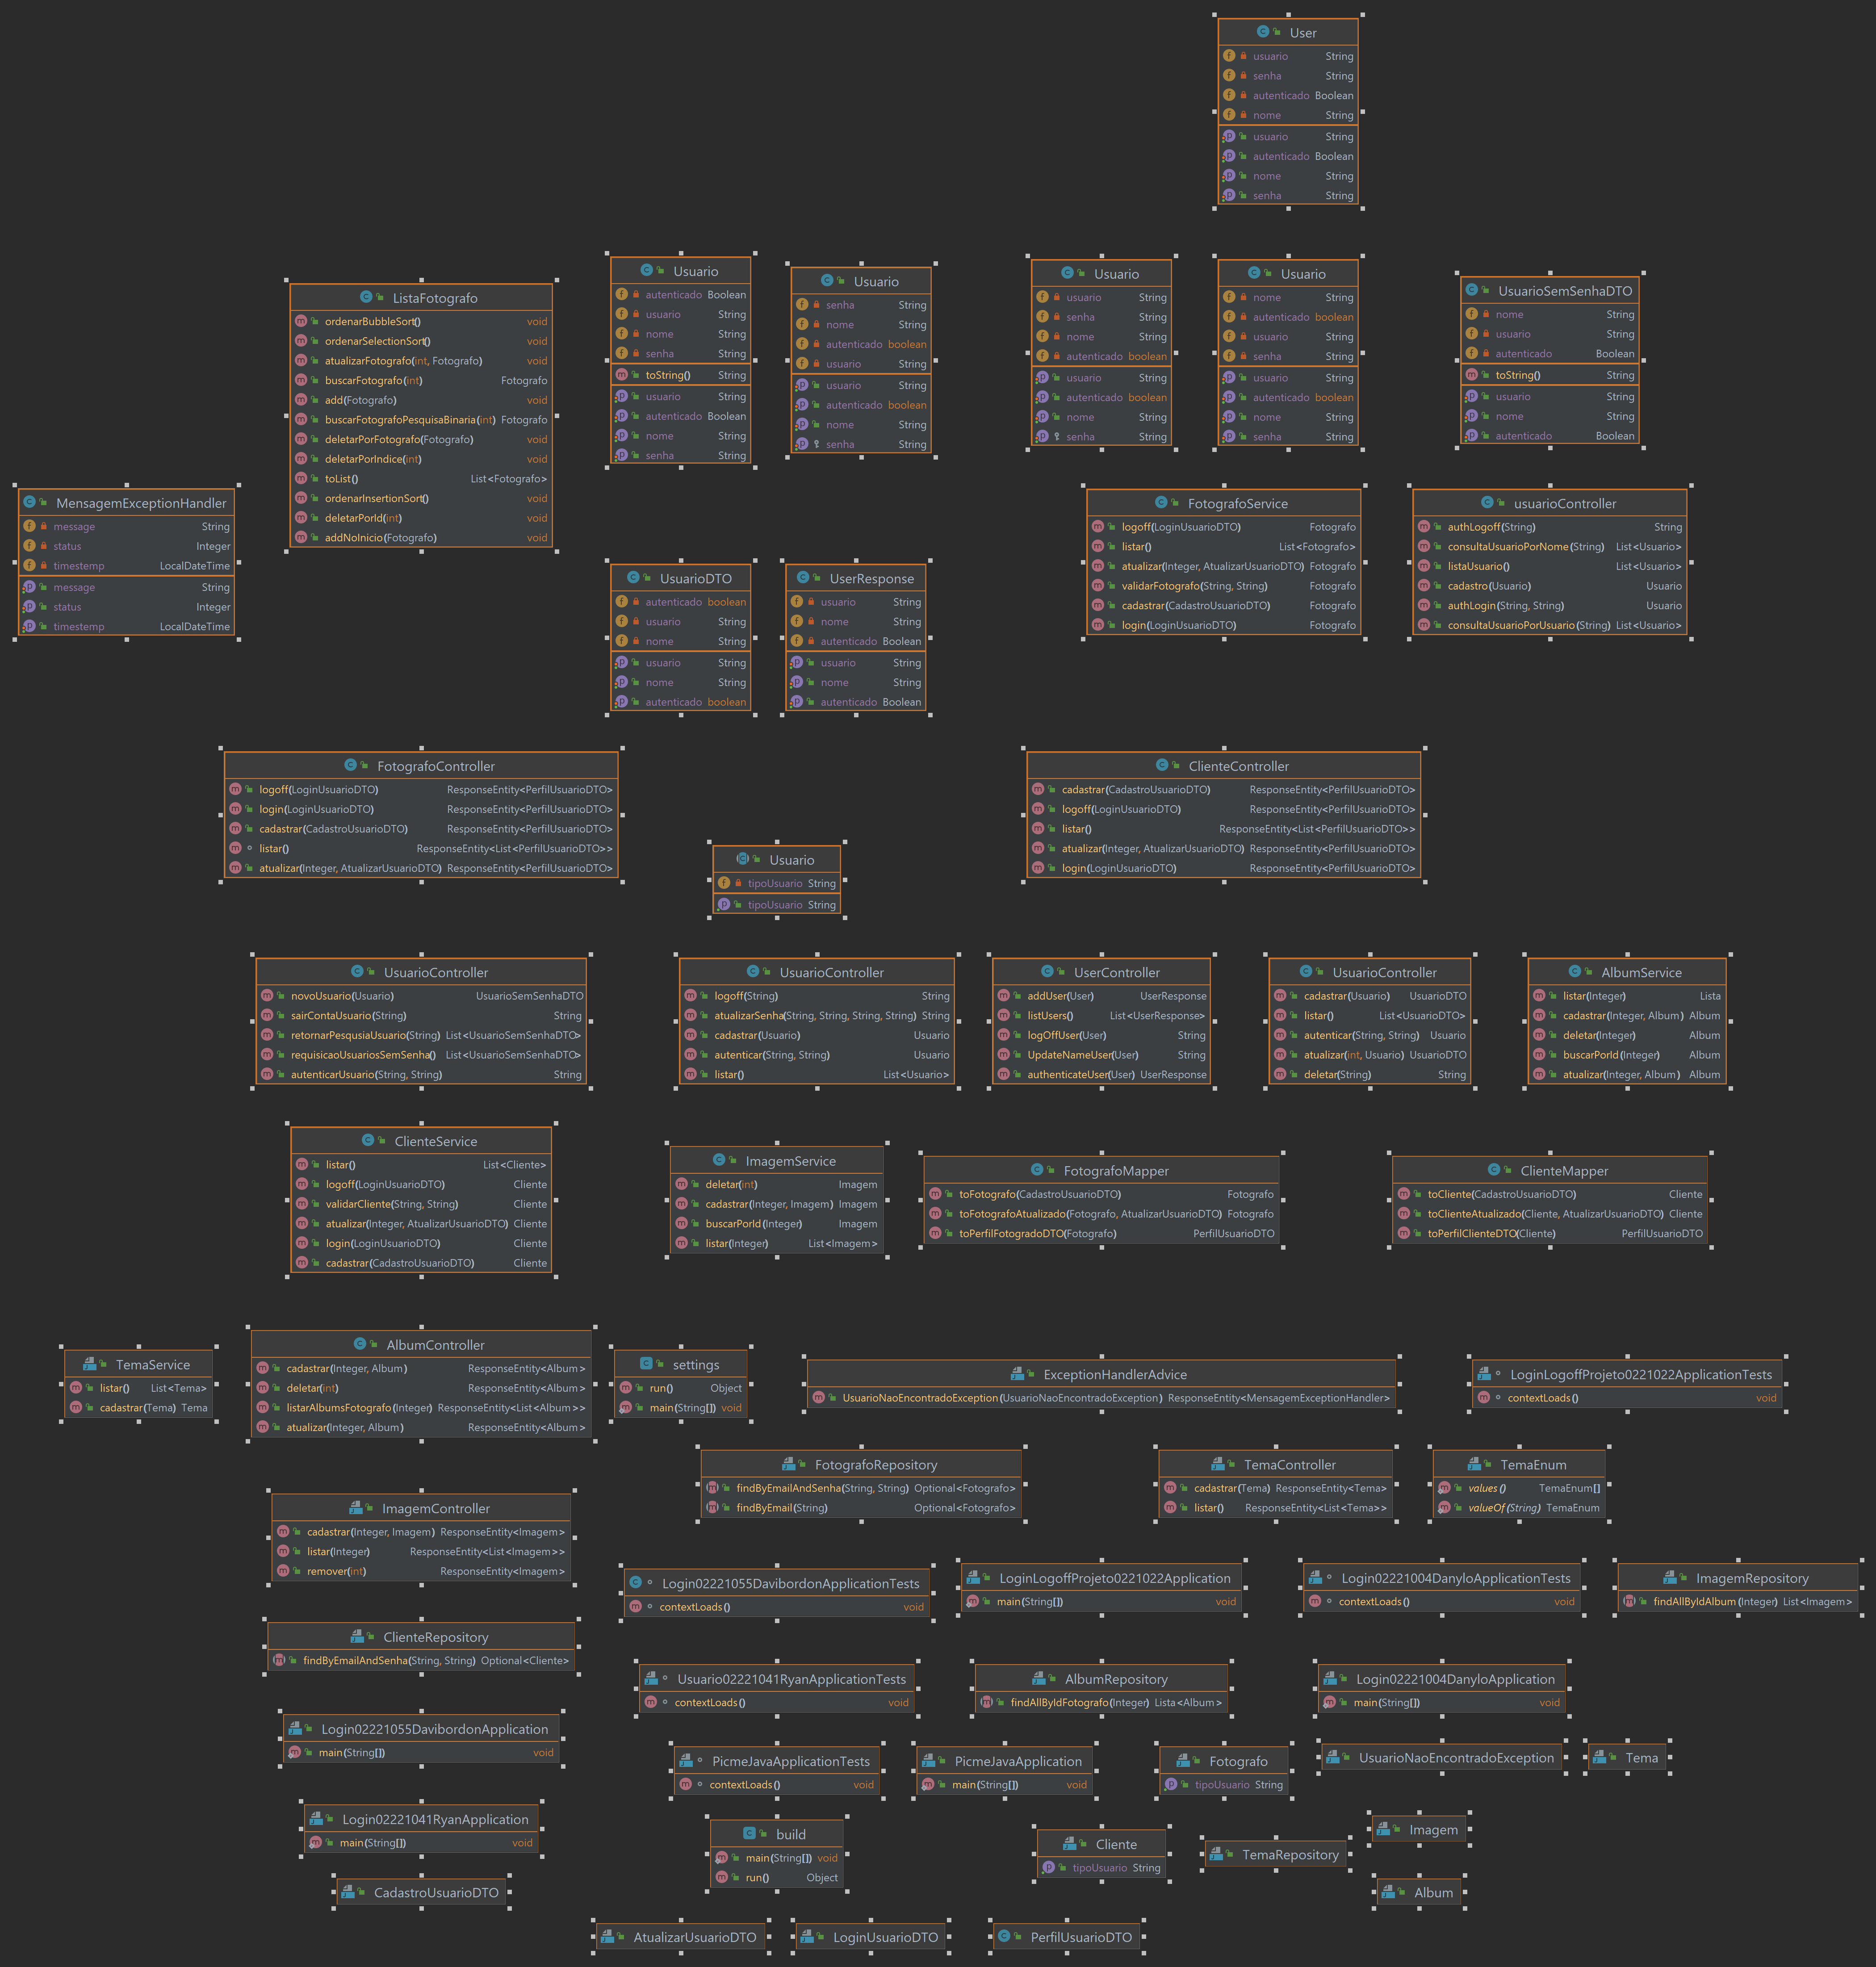 User
usuario String
senha String
autenticado Boolean
nome String
usuario String
autenticado Boolean
nome String
senha String
ListaFotografo
ordenarBubbleSort() void
ordenarSelectionSort() void
atualizarFotografo(int, Fotografo) void
buscarFotografo(int) Fotografo
add(Fotografo) void
buscarFotografoPesquisaBinaria(int) Fotografo
deletarPorFotografo(Fotografo) void
deletarPorIndice(int) void
toList() List<Fotografo>
ordenarInsertionSort() void
deletarPorId(int) void
addNoInicio(Fotografo) void
Usuario
autenticado Boolean
usuario String
nome String
senha String
toString() String
usuario String
autenticado Boolean
nome String
senha String
Usuario
senha String
nome String
autenticado boolean
usuario String
usuario String
autenticado boolean
nome String
senha String
Usuario
usuario String
senha String
nome String
autenticado boolean
usuario String
autenticado boolean
nome String
senha String
Usuario
nome String
autenticado boolean
usuario String
senha String
usuario String
autenticado boolean
nome String
senha String
UsuarioSemSenhaDTO
nome String
usuario String
autenticado Boolean
toString() String
usuario String
nome String
autenticado Boolean
MensagemExceptionHandler
message String
status Integer
timestemp LocalDateTime
message String
status Integer
timestemp LocalDateTime
FotografoService
logoff(LoginUsuarioDTO) Fotografo
listar() List<Fotografo>
atualizar(Integer, AtualizarUsuarioDTO) Fotografo
validarFotografo(String, String) Fotografo
cadastrar(CadastroUsuarioDTO) Fotografo
login(LoginUsuarioDTO) Fotografo
usuarioController
authLogoff(String) String
consultaUsuarioPorNome(String) List<Usuario>
listaUsuario() List<Usuario>
cadastro(Usuario) Usuario
authLogin(String, String) Usuario
consultaUsuarioPorUsuario(String) List<Usuario>
UsuarioDTO
autenticado boolean
usuario String
nome String
usuario String
nome String
autenticado boolean
UserResponse
usuario String
nome String
autenticado Boolean
usuario String
nome String
autenticado Boolean
FotografoController
logoff(LoginUsuarioDTO) ResponseEntity<PerfilUsuarioDTO>
login(LoginUsuarioDTO) ResponseEntity<PerfilUsuarioDTO>
cadastrar(CadastroUsuarioDTO) ResponseEntity<PerfilUsuarioDTO>
listar() ResponseEntity<List<PerfilUsuarioDTO>>
atualizar(Integer, AtualizarUsuarioDTO) ResponseEntity<PerfilUsuarioDTO>
ClienteController
cadastrar(CadastroUsuarioDTO) ResponseEntity<PerfilUsuarioDTO>
logoff(LoginUsuarioDTO) ResponseEntity<PerfilUsuarioDTO>
listar() ResponseEntity<List<PerfilUsuarioDTO>>
atualizar(Integer, AtualizarUsuarioDTO) ResponseEntity<PerfilUsuarioDTO>
login(LoginUsuarioDTO) ResponseEntity<PerfilUsuarioDTO>
Usuario
tipoUsuario String
tipoUsuario String
UsuarioController
novoUsuario(Usuario) UsuarioSemSenhaDTO
sairContaUsuario(String) String
retornarPesqusiaUsuario(String) List<UsuarioSemSenhaDTO>
requisicaoUsuariosSemSenha() List<UsuarioSemSenhaDTO>
autenticarUsuario(String, String) String
UsuarioController
logoff(String) String
atualizarSenha(String, String, String, String) String
cadastrar(Usuario) Usuario
autenticar(String, String) Usuario
listar() List<Usuario>
UserController
addUser(User) UserResponse
listUsers() List<UserResponse>
logOffUser(User) String
UpdateNameUser(User) String
authenticateUser(User) UserResponse
UsuarioController
cadastrar(Usuario) UsuarioDTO
listar() List<UsuarioDTO>
autenticar(String, String) Usuario
atualizar(int, Usuario) UsuarioDTO
deletar(String) String
AlbumService
listar(Integer) Lista
cadastrar(Integer, Album) Album
deletar(Integer) Album
buscarPorId(Integer) Album
atualizar(Integer, Album) Album
ClienteService
listar() List<Cliente>
logoff(LoginUsuarioDTO) Cliente
validarCliente(String, String) Cliente
atualizar(Integer, AtualizarUsuarioDTO) Cliente
login(LoginUsuarioDTO) Cliente
cadastrar(CadastroUsuarioDTO) Cliente
ImagemService
deletar(int) Imagem
cadastrar(Integer, Imagem) Imagem
buscarPorId(Integer) Imagem
listar(Integer) List<Imagem>
FotografoMapper
toFotografo(CadastroUsuarioDTO) Fotografo
toFotografoAtualizado(Fotografo, AtualizarUsuarioDTO) Fotografo
toPerfilFotogradoDTO(Fotografo) PerfilUsuarioDTO
ClienteMapper
toCliente(CadastroUsuarioDTO) Cliente
toClienteAtualizado(Cliente, AtualizarUsuarioDTO) Cliente
toPerfilClienteDTO(Cliente) PerfilUsuarioDTO
TemaService
listar() List<Tema>
cadastrar(Tema) Tema
AlbumController
cadastrar(Integer, Album) ResponseEntity<Album>
deletar(int) ResponseEntity<Album>
listarAlbumsFotografo(Integer) ResponseEntity<List<Album>>
atualizar(Integer, Album) ResponseEntity<Album>
settings
run() Object
main(String[]) void
ExceptionHandlerAdvice
UsuarioNaoEncontradoException(UsuarioNaoEncontradoException) ResponseEntity<MensagemExceptionHandler>
LoginLogoffProjeto0221022ApplicationTests
contextLoads() void
FotografoRepository
findByEmailAndSenha(String, String) Optional<Fotografo>
findByEmail(String) Optional<Fotografo>
TemaController
cadastrar(Tema) ResponseEntity<Tema>
listar() ResponseEntity<List<Tema>>
TemaEnum
values() TemaEnum[]
valueOf(String) TemaEnum
ImagemController
cadastrar(Integer, Imagem) ResponseEntity<Imagem>
listar(Integer) ResponseEntity<List<Imagem>>
remover(int) ResponseEntity<Imagem>
Login02221055DavibordonApplicationTests
contextLoads() void
LoginLogoffProjeto0221022Application
main(String[]) void
Login02221004DanyloApplicationTests
contextLoads() void
ImagemRepository
findAllByIdAlbum(Integer) List<Imagem>
ClienteRepository
findByEmailAndSenha(String, String) Optional<Cliente>
Usuario02221041RyanApplicationTests
contextLoads() void
AlbumRepository
findAllByIdFotografo(Integer) Lista<Album>
Login02221004DanyloApplication
main(String[]) void
Login02221055DavibordonApplication
main(String[]) void
PicmeJavaApplicationTests
contextLoads() void
PicmeJavaApplication
main(String[]) void
Fotografo
tipoUsuario String
UsuarioNaoEncontradoException
Tema
Login02221041RyanApplication
main(String[]) void
build
main(String[]) void
run() Object
Cliente
tipoUsuario String
TemaRepository
Imagem
CadastroUsuarioDTO
Album
AtualizarUsuarioDTO
LoginUsuarioDTO
PerfilUsuarioDTO